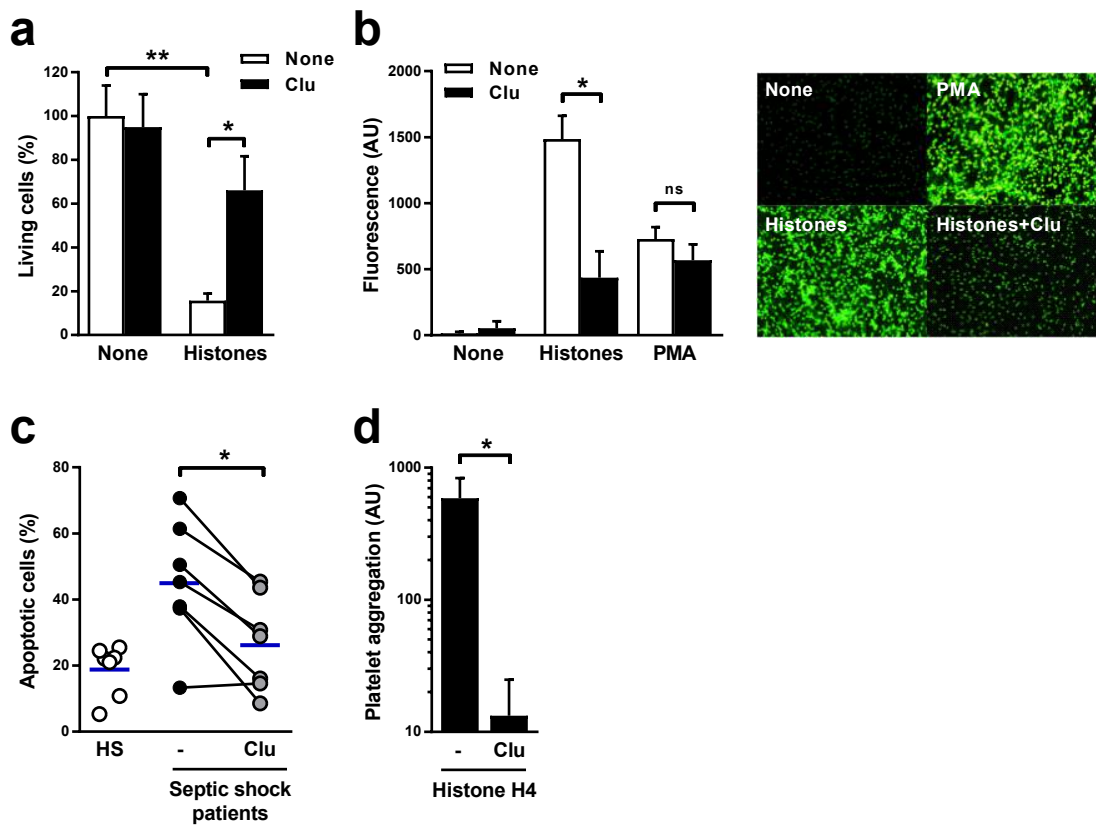 a
**
None
Clu
Living cells (%)
120
100
80
60
40
20
0
*
None
Histones
b
None
Clu
Fluorescence (AU)
2000
1500
1000
500
0
*
ns
None
Histones
PMA
None
PMA
Histones
Histones+Clu
c
Apoptotic cells (%)
80
60
40
20
0
*
HS
-
Clu
Septic shock
patients
d
Platelet aggregation (AU)
1000
100
10
*
-
Clu
Histone H4